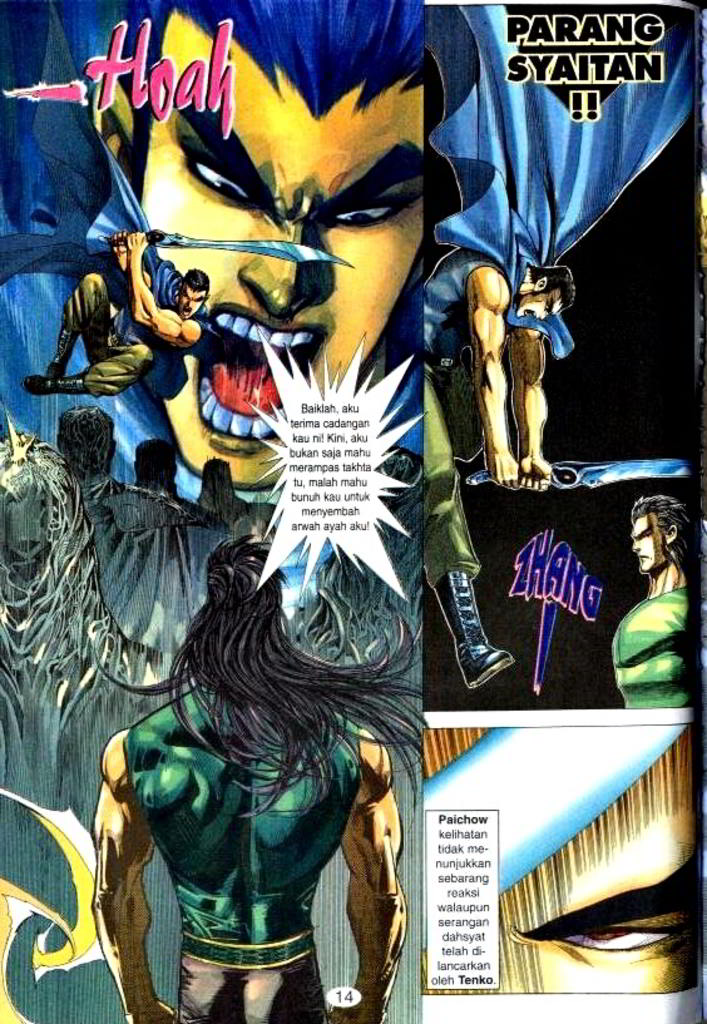 Hoah
Baiklah, aku
terima cadangan
kau ni! Kini, aku
bukan saja mahu
merampas takhta
tu, malah mahu
bunuh kau untuk
menyembah
arwah ayah aku!
PARANG
SYAITAN
!!
ZHANG
Paichow
kelihatan
tidak me-
nunjukkan
sebarang
reaksi
walaupun
serangan
dahsyat
telah di-
lancarkan
oleh Tenko.
14